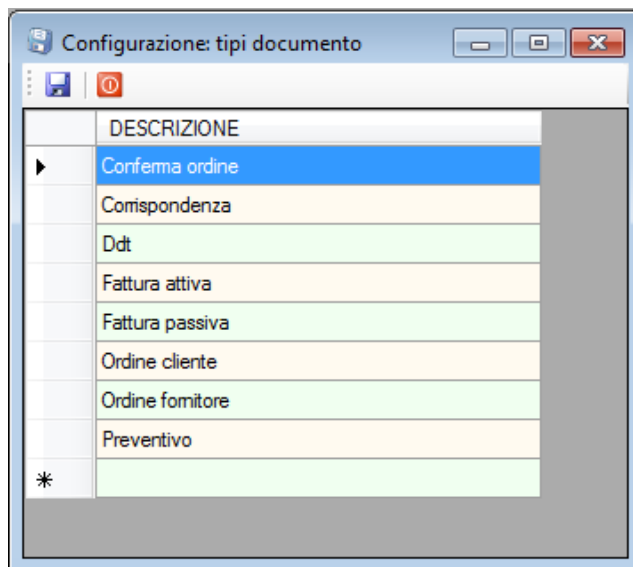 Configurazione: tipi documento
DESCRIZIONE
Conferma ordine
Corrispondenza
Ddt
Fattura attiva
Fattura passiva
Ordine cliente
Ordine fornitore
Preventivo